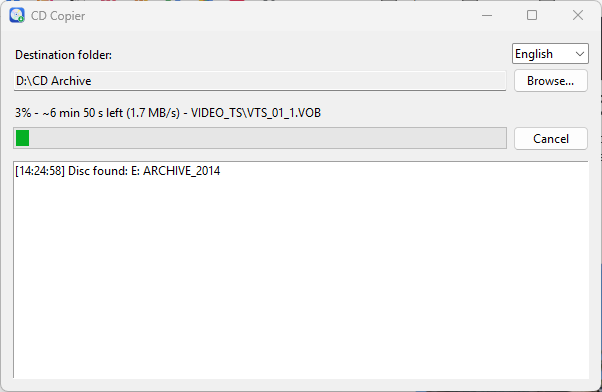 CD Copier
Destination folder:
English
D:\CD Archive
Browse...
3% - ~6 min 50 s left (1.7 MB/s) - VIDEO_TS\VTS_01_1.VOB
Cancel
[14:24:58] Disc found: E: ARCHIVE_2014